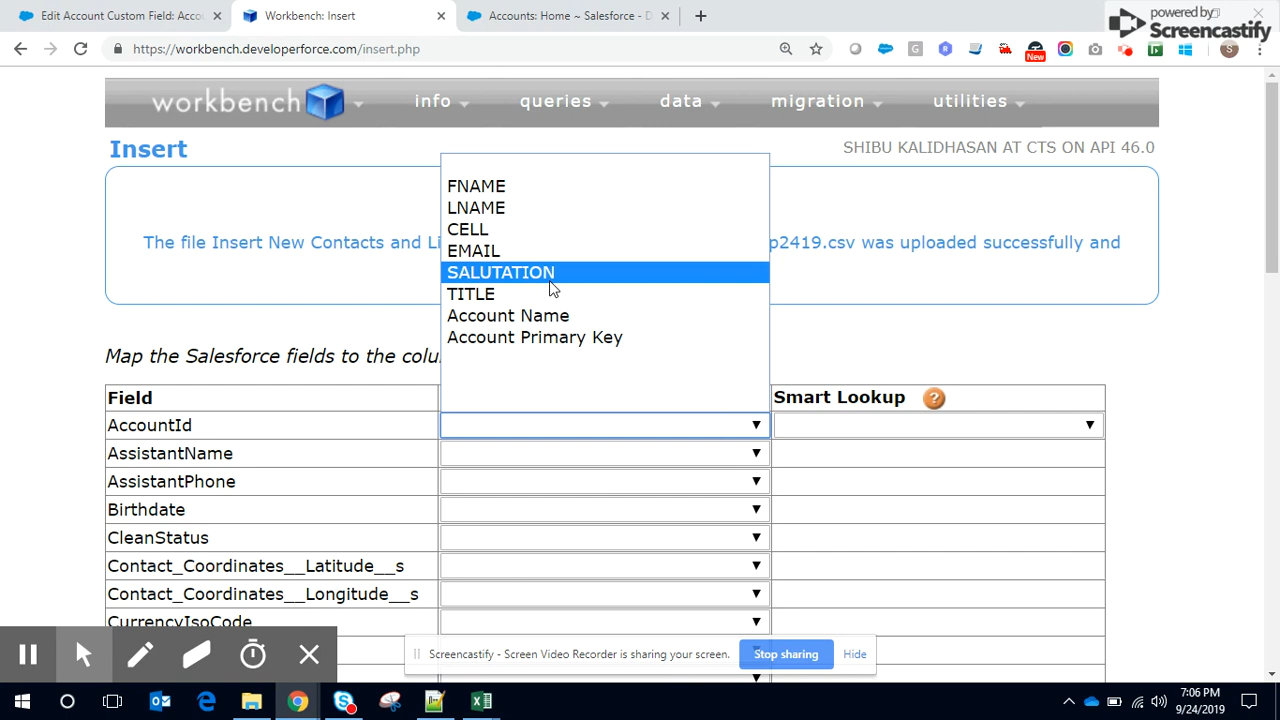 Edit Account Custom Field: Accou
Workbench: Insert
Accounts: Home ~ Salesforce - D
powered by
Screencastify
https://workbench.developerforce.com/insert.php
New
workbench
info
queries
data
migration
utilities
Insert
SHIBU KALIDHASAN AT CTS ON API 46.0
The file Insert New Contacts and Li
p2419.csv was uploaded successfully and
FNAME
LNAME
CELL
EMAIL
SALUTATION
TITLE
Account Name
Account Primary Key
Map the Salesforce fields to the colu
Field
Smart Lookup
AccountId
AssistantName
AssistantPhone
Birthdate
CleanStatus
Contact_Coordinates__Latitude__s
Contact_Coordinates__Longitude__s
CurrencyIsoCode
Screencastify - Screen Video Recorder is sharing your screen.
Stop sharing
Hide
7:06 PM
9/24/2019